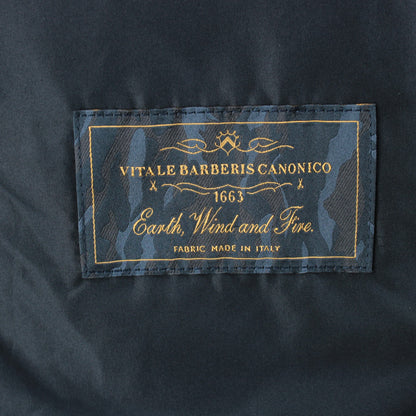 VITALE BARBERIS CANONICO
1663
Earth, Wind and Fire.
FABRIC MADE IN ITALY